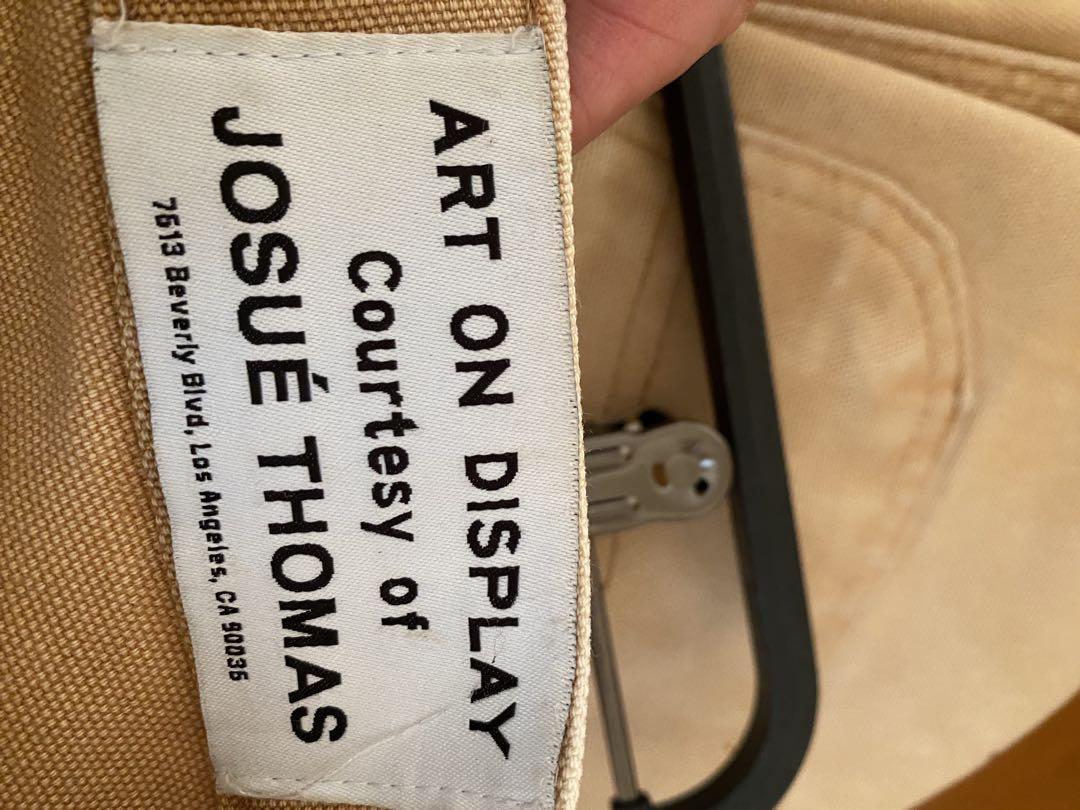 ART ON DISPLAY
Courtesy of
JOSUÉ THOMAS
7613 Beverly Blvd, Los Angeles, CA 90036